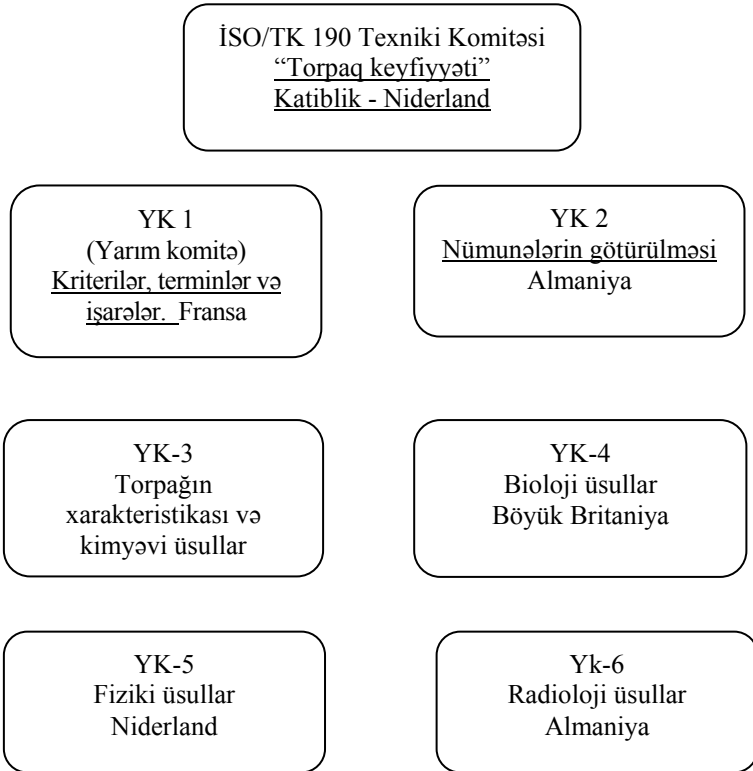 İSO/TK 190 Texniki Komitəsi
“Torpaq keyfiyyəti”
Katiblik - Niderland
YK 1
(Yarım komitə)
Kriterilər, terminlər və
işarələr. Fransa
YK 2
Nümunələrin götürülməsi
Almaniya
YK-3
Torpağın
xarakteristikası və
kimyəvi üsullar
YK-4
Bioloji üsullar
Böyük Britaniya
YK-5
Fiziki üsullar
Niderland
Yk-6
Radioloji üsullar
Almaniya